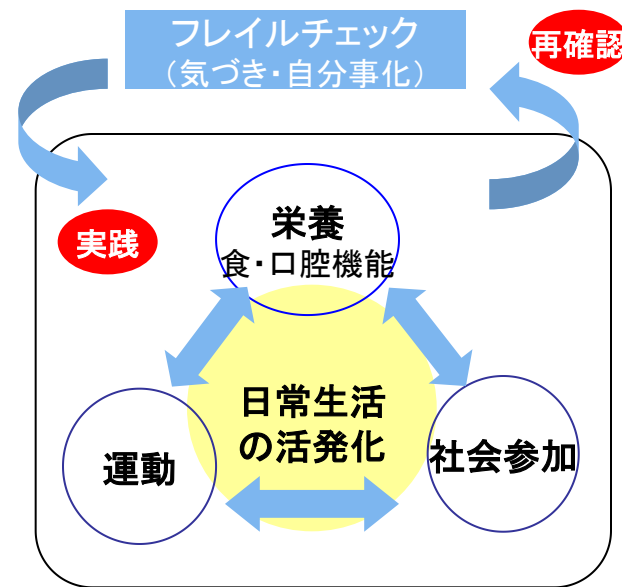 フレイルチェック
（気づき・自分事化）
再確認
実践
栄養
食・口腔機能
日常生活
の活発化
運動
社会参加